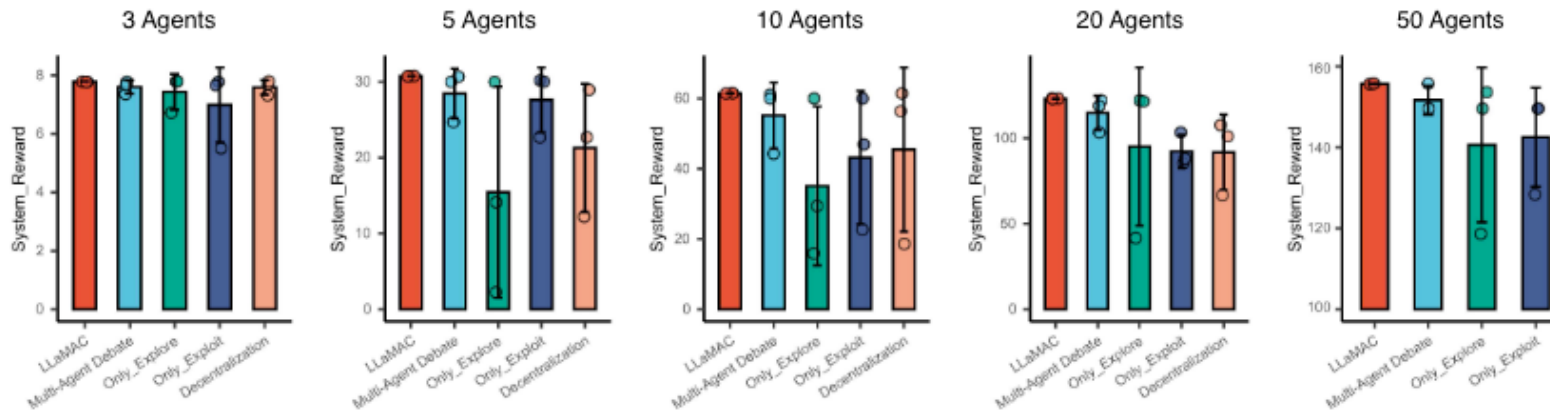 3 Agents
System_Reward
8
6
4
2
0
LLaMAC
Multi-Agent Debate
Only_Explore
Only_Exploit
Decentralization
5 Agents
System_Reward
30
20
10
0
LLaMAC
Multi-Agent Debate
Only_Explore
Only_Exploit
Decentralization
10 Agents
System_Reward
60
40
20
0
LLaMAC
Multi-Agent Debate
Only_Explore
Only_Exploit
Decentralization
20 Agents
System_Reward
100
50
0
LLaMAC
Multi-Agent Debate
Only_Explore
Only_Exploit
Decentralization
50 Agents
System_Reward
160
140
120
100
LLaMAC
Multi-Agent Debate
Only_Explore
Only_Exploit